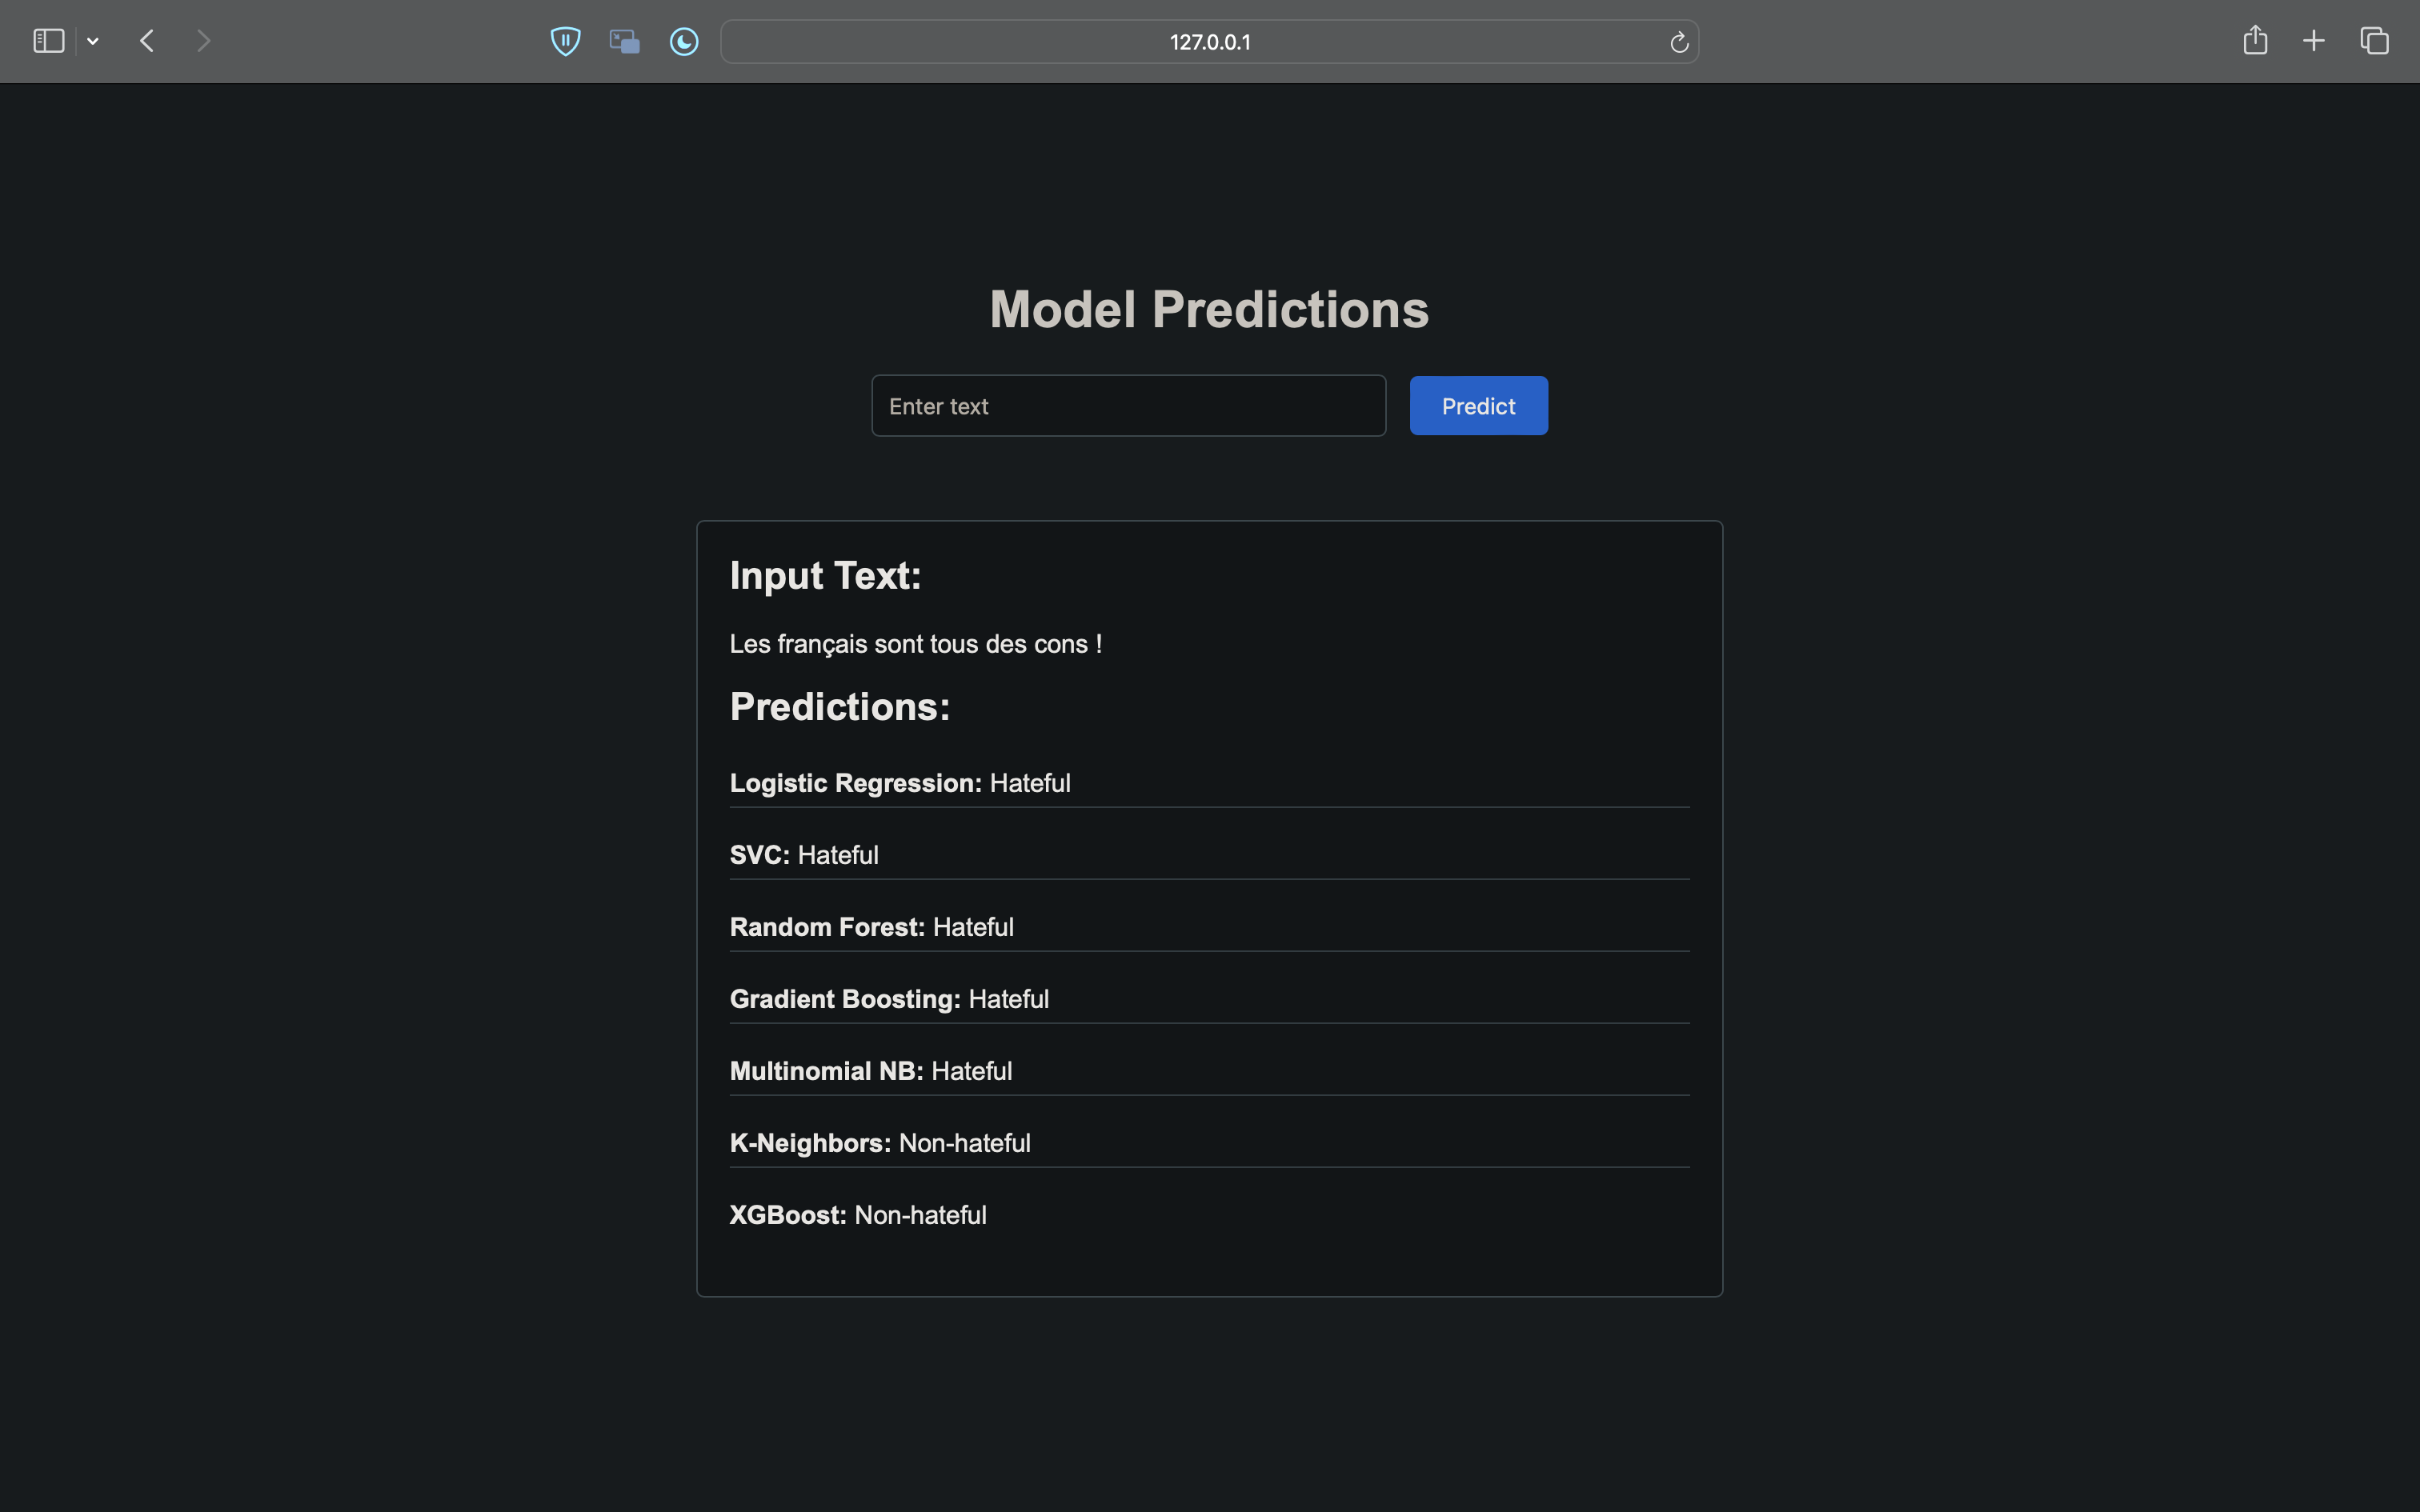 127.0.0.1
Model Predictions
Enter text
Predict
Input Text:
Les français sont tous des cons !
Predictions:
Logistic Regression: Hateful
SVC: Hateful
Random Forest: Hateful
Gradient Boosting: Hateful
Multinomial NB: Hateful
K-Neighbors: Non-hateful
XGBoost: Non-hateful